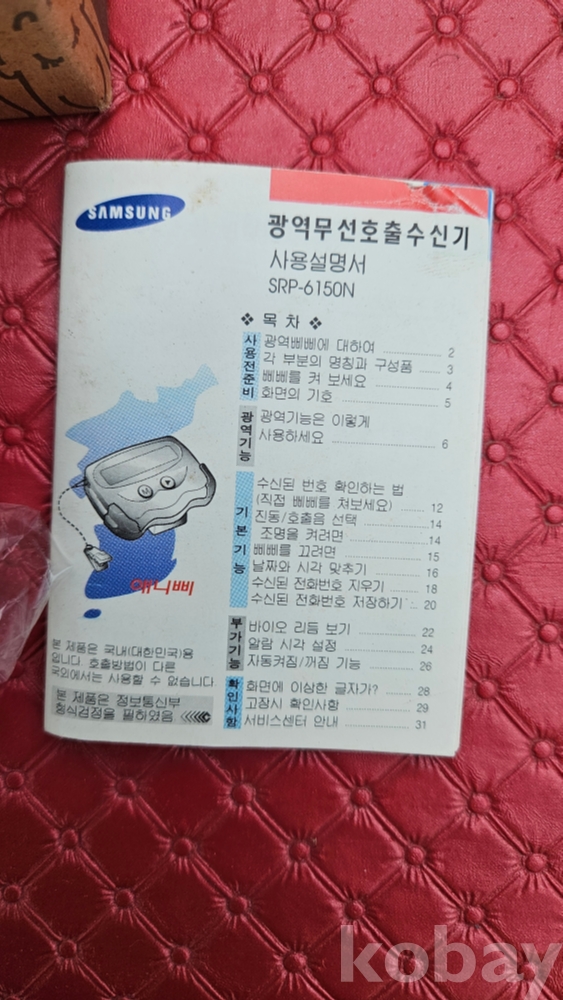 SAMSUNG
광역무선호출수신기
사용설명서
SRP-6150N
❖ 목 차 ❖
사용전준비
광역삐삐에 대하여 2
각 부분의 명칭과 구성품 3
삐삐를 켜 보세요 4
화면의 기호 5
광역기능
광역기능은 이렇게
사용하세요 6
기본기능
수신된 번호 확인하는 법
(직접 삐삐를 쳐보세요) 12
진동/호출음 선택 14
조명을 켜려면 14
삐삐를 끄려면 15
날짜와 시각 맞추기 16
수신된 전화번호 지우기 18
수신된 전화번호 저장하기 20
부가기능
바이오 리듬 보기 22
알람 시각 설정 24
자동켜짐/꺼짐 기능 26
확인사항
화면에 이상한 글자가? 28
고장시 확인사항 29
서비스센터 안내 31
애니삐
본 제품은 국내(대한민국)용
입니다. 호출방법이 다른
국외에서는 사용할 수 없습니다
본 제품은 정보통신부
형식검정을 필하였음
kobay